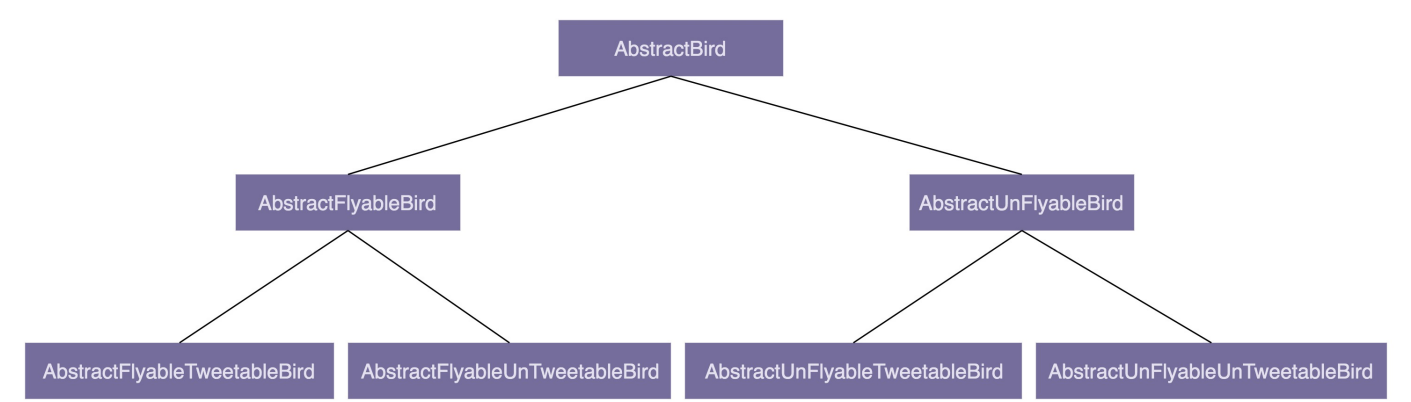 AbstractBird
AbstractFlyableBird
AbstractUnFlyableBird
AbstractFlyableTweetableBird
AbstractFlyableUnTweetableBird
AbstractUnFlyableTweetableBird
AbstractUnFlyableUnTweetableBird